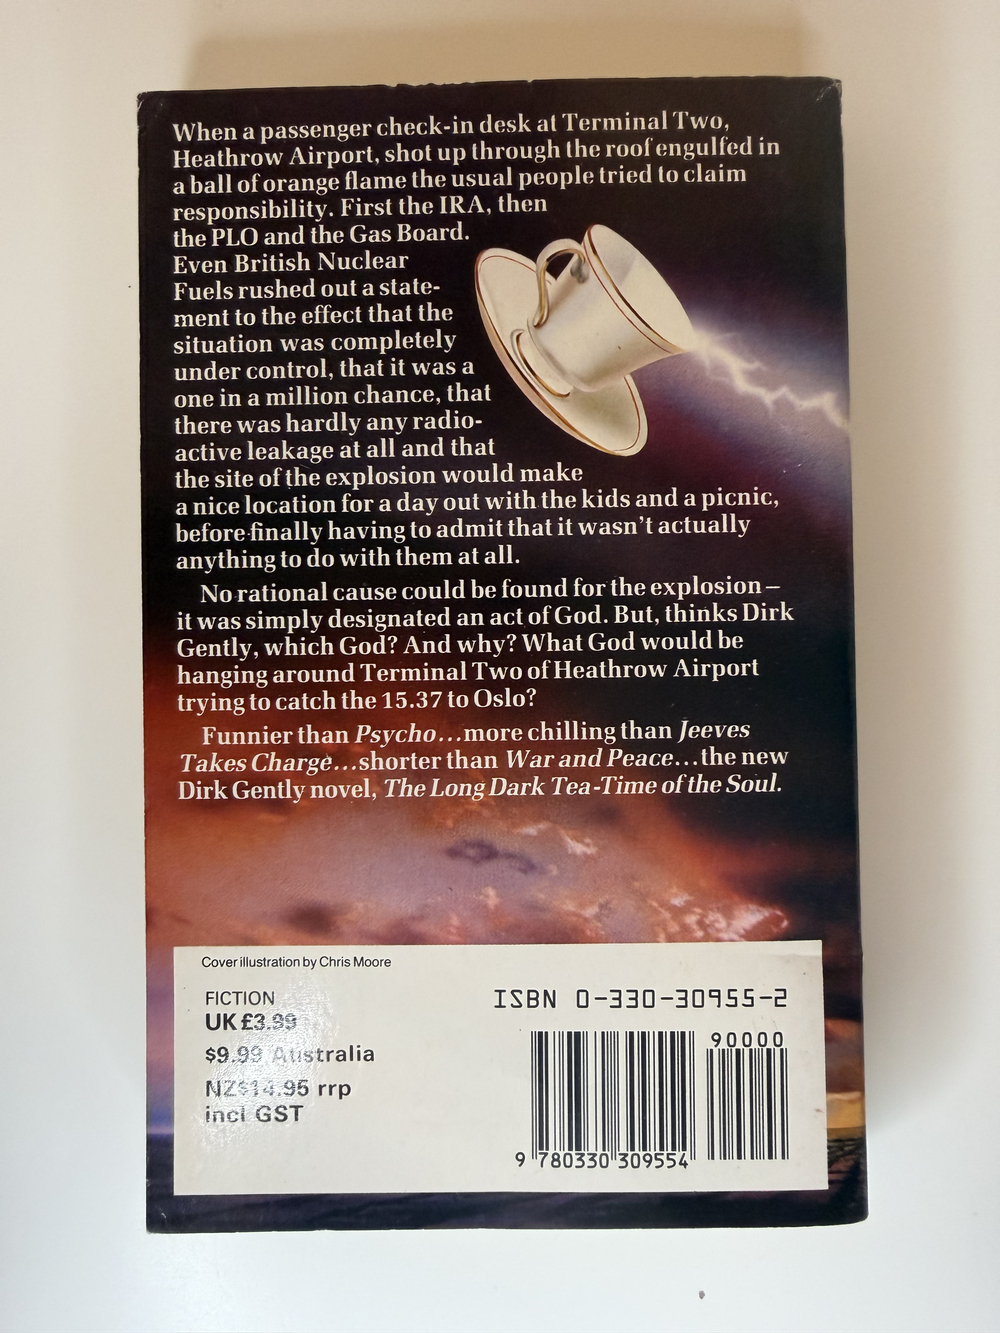 When a passenger check-in desk at Terminal Two,
Heathrow Airport, shot up through the roof engulfed in
a ball of orange flame the usual people tried to claim
responsibility. First the IRA, then
the PLO and the Gas Board.
Even British Nuclear
Fuels rushed out a state-
ment to the effect that the
situation was completely
under control, that it was a
one in a million chance, that
there was hardly any radio-
active leakage at all and that
the site of the explosion would make
a nice location for a day out with the kids and a picnic,
before finally having to admit that it wasn't actually
anything to do with them at all.
No rational cause could be found for the explosion –
it was simply designated an act of God. But, thinks Dirk
Gently, which God? And why? What God would be
hanging around Terminal Two of Heathrow Airport
trying to catch the 15.37 to Oslo?
Funnier than Psycho...more chilling than Jeeves
Takes Charge...shorter than War and Peace...the new
Dirk Gently novel, The Long Dark Tea-Time of the Soul.
Cover illustration by Chris Moore
FICTION
UK £3.99
$9.99 Australia
NZ$14.95 rrp
incl GST
ISBN 0-330-30955-2
90000
9 780330 309554